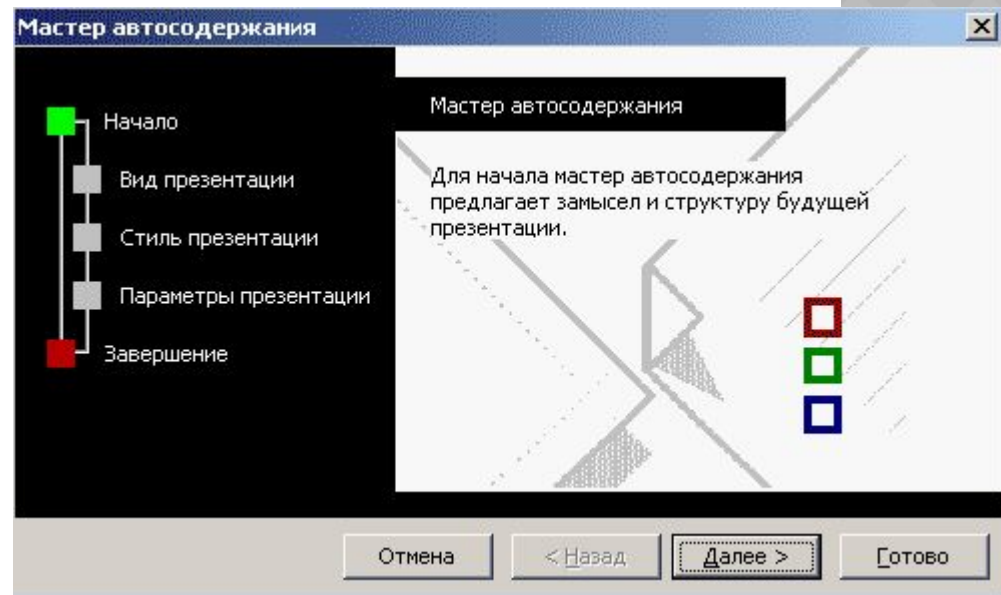 Мастер автосодержания
Начало
Вид презентации
Стиль презентации
Параметры презентации
Завершение
Мастер автосодержания
Для начала мастер автосодержания
предлагает замысел и структуру будущей
презентации.
Отмена
< Назад
Далее >
Готово